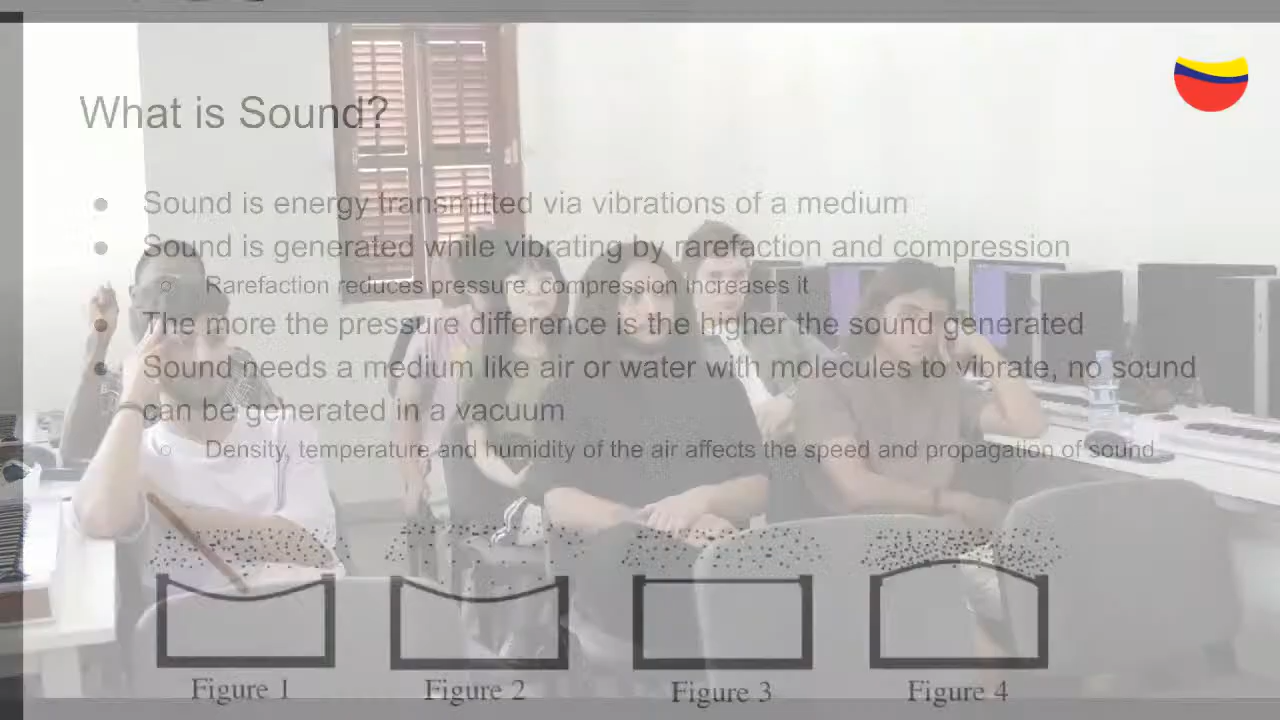 What is Sound?
● Sound is energy transmitted via vibrations of a medium
● Sound is generated while vibrating by rarefaction and compression
○ Rarefaction reduces pressure, compression increases it
● The more the pressure difference is the higher the sound generated
● Sound needs a medium like air or water with molecules to vibrate, no sound
can be generated in a vacuum
○ Density, temperature and humidity of the air affects the speed and propagation of sound
Figure 1 Figure 2 Figure 3 Figure 4